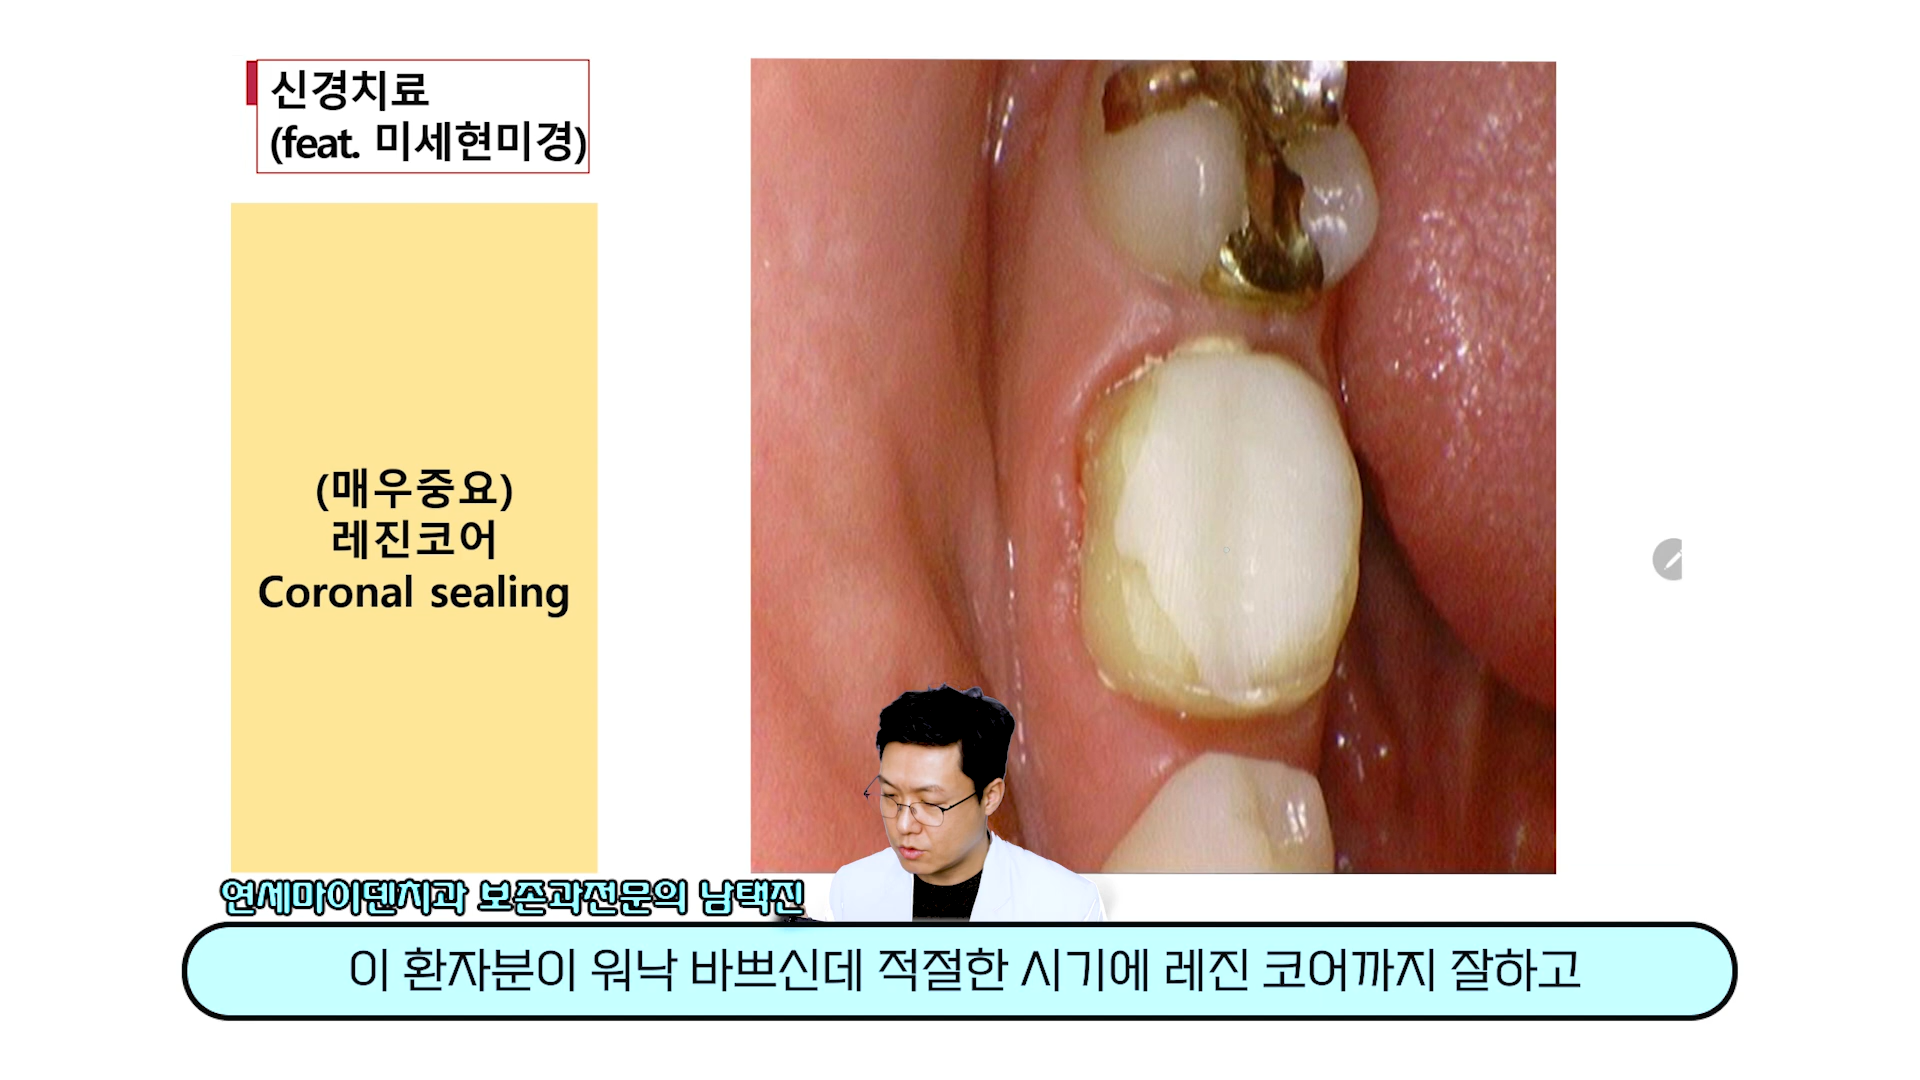 신경치료
(feat. 미세현미경)
(매우중요)
레진코어
Coronal sealing
연세마이덴치과 보존과전문의 남택진
이 환자분이 워낙 바쁘신데 적절한 시기에 레진 코어까지 잘하고